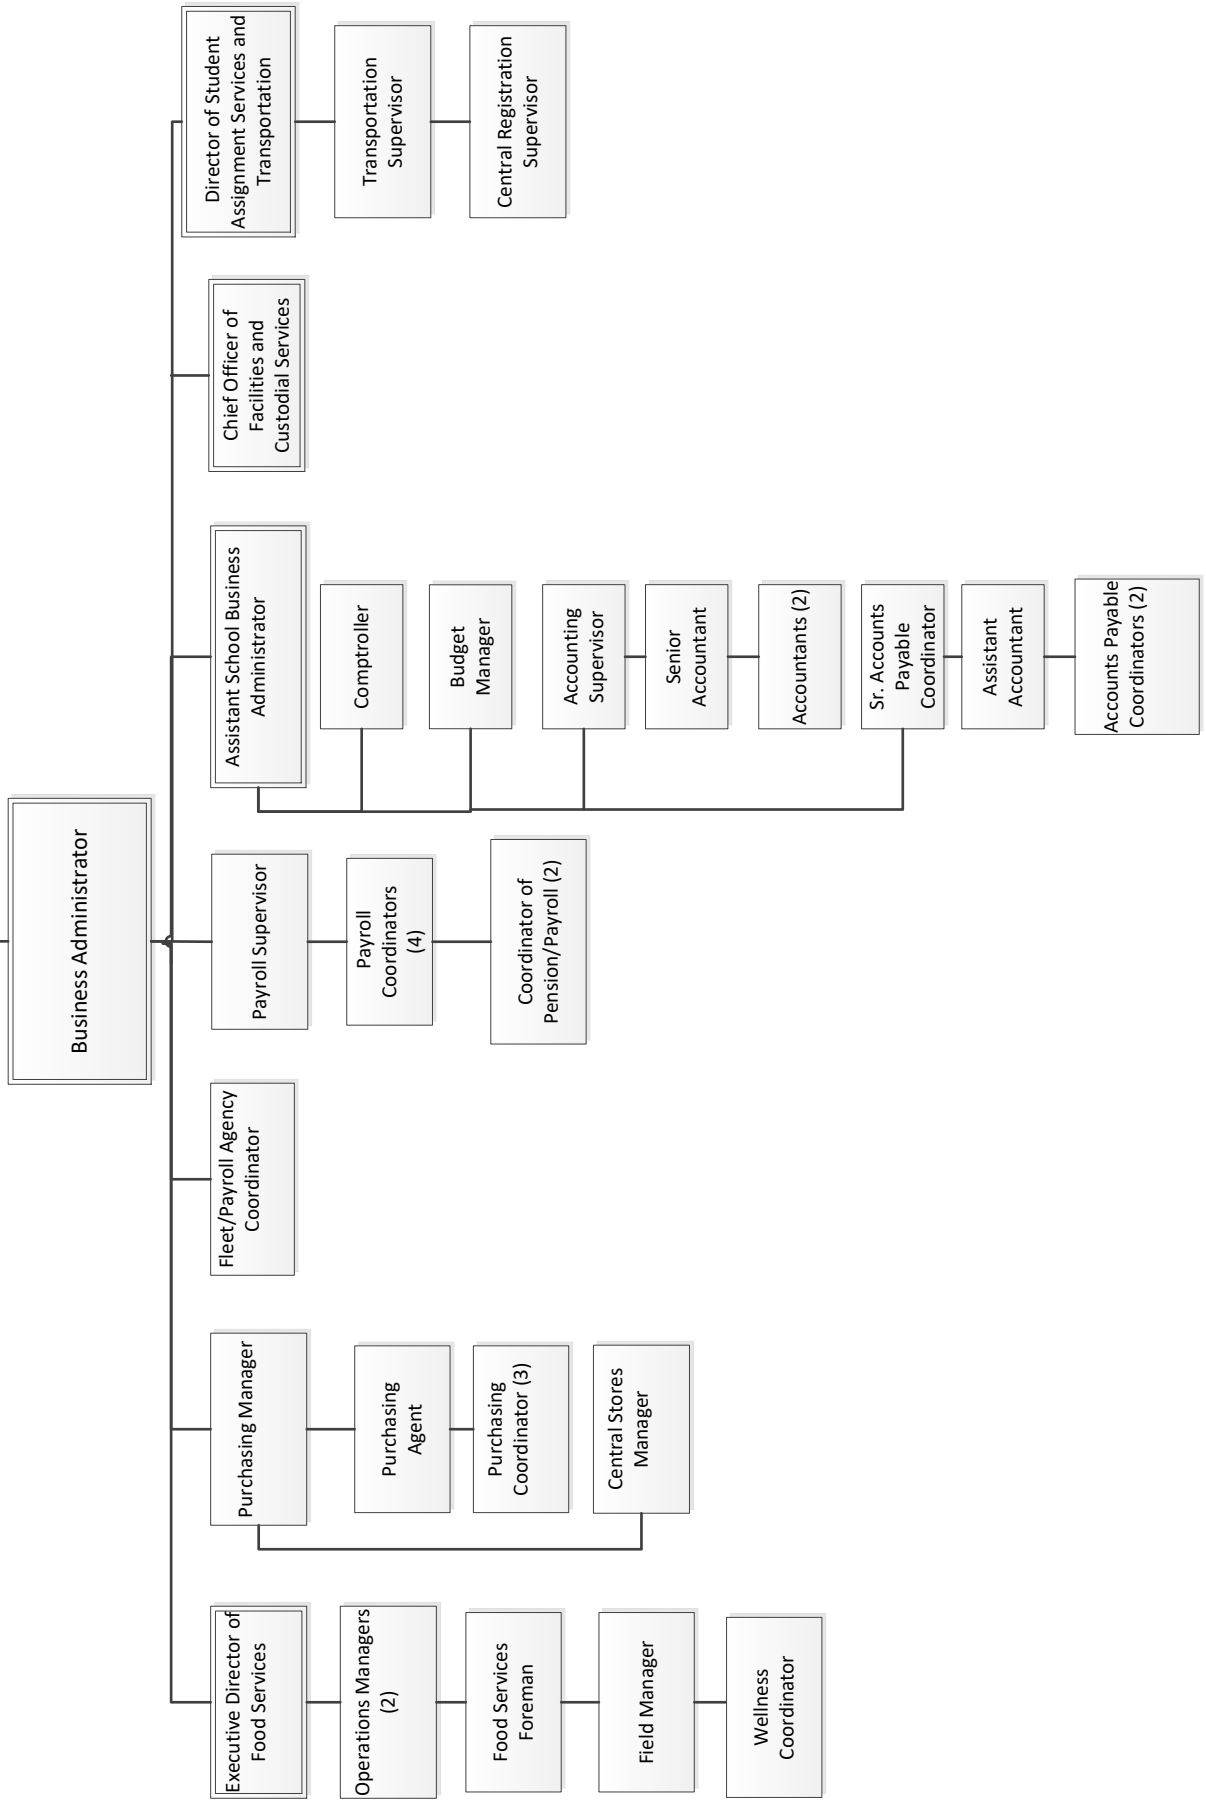 Business Administrator
Executive Director of
Food Services
Operations Managers
(2)
Food Services
Foreman
Field Manager
Wellness
Coordinator
Purchasing Manager
Purchasing
Agent
Purchasing
Coordinator (3)
Central Stores
Manager
Fleet/Payroll Agency
Coordinator
Payroll Supervisor
Payroll
Coordinators
(4)
Coordinator of
Pension/Payroll (2)
Assistant School Business
Administrator
Comptroller
Budget
Manager
Accounting
Supervisor
Senior
Accountant
Accountants (2)
Sr. Accounts
Payable
Coordinator
Assistant
Accountant
Accounts Payable
Coordinators (2)
Chief Officer of
Facilities and
Custodial Services
Director of Student
Assignment Services and
Transportation
Transportation
Supervisor
Central Registration
Supervisor